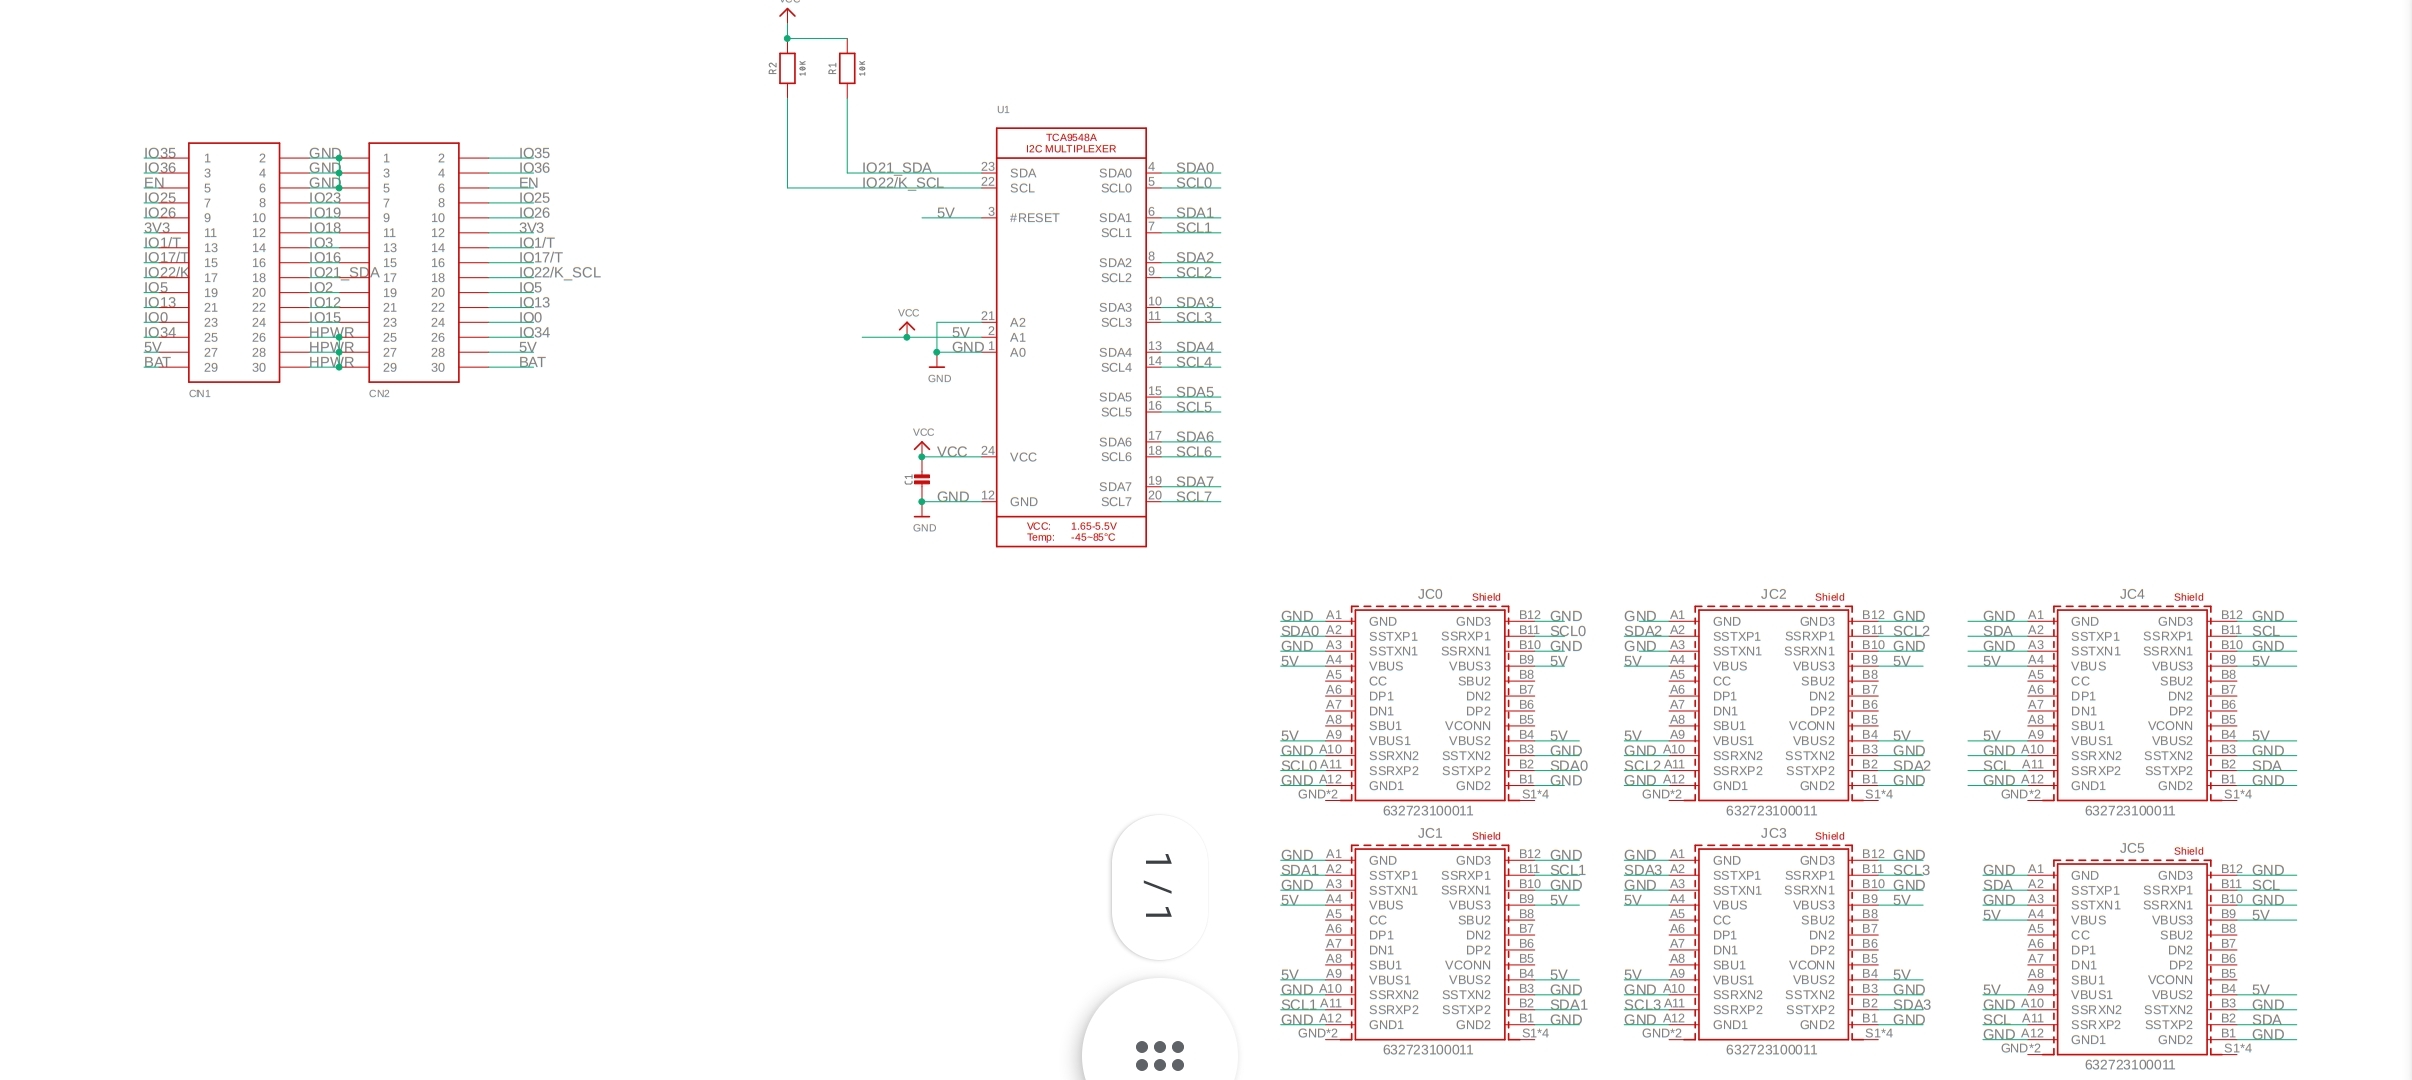 VCC
R2
10K
R1
10K
U1
TCA9548A
I2C MULTIPLEXER
IO21_SDA 23 SDA SDA0 4 SDA0
IO22/K_SCL 22 SCL SCL0 5 SCL0
5V 3 #RESET SDA1 6 SDA1
SCL1 7 SCL1
SDA2 8 SDA2
SCL2 9 SCL2
SDA3 10 SDA3
21 A2 SCL3 11 SCL3
VCC
5V 2 A1
GND 1 A0 SDA4 13 SDA4
SCL4 14 SCL4
GND
SDA5 15 SDA5
SCL5 16 SCL5
SDA6 17 SDA6
VCC
VCC 24 VCC SCL6 18 SCL6
C1
SDA7 19 SDA7
GND 12 GND SCL7 20 SCL7
GND
VCC: 1.65-5.5V
Temp: -45~85°C
IO35 1 2 GND 1 2 IO35
IO36 3 4 GND 3 4 IO36
EN 5 6 GND 5 6 EN
IO25 7 8 IO23 7 8 IO25
IO26 9 10 IO19 9 10 IO26
3V3 11 12 IO18 11 12 3V3
IO1/T 13 14 IO3 13 14 IO1/T
IO17/T 15 16 IO16 15 16 IO17/T
IO22/K 17 18 IO21_SDA 17 18 IO22/K_SCL
IO5 19 20 IO2 19 20 IO5
IO13 21 22 IO12 21 22 IO13
IO0 23 24 IO15 23 24 IO0
IO34 25 26 HPWR 25 26 IO34
5V 27 28 HPWR 27 28 5V
BAT 29 30 HPWR 29 30 BAT
CN1 CN2
JC0 Shield
GND A1 GND GND3 B12 GND
SDA0 A2 SSTXP1 SSRXP1 B11 SCL0
GND A3 SSTXN1 SSRXN1 B10 GND
5V A4 VBUS VBUS3 B9 5V
A5 CC SBU2 B8
A6 DP1 DN2 B7
A7 DN1 DP2 B6
A8 SBU1 VCONN B5
5V A9 VBUS1 VBUS2 B4 5V
GND A10 SSRXN2 SSTXN2 B3 GND
SCL0 A11 SSRXP2 SSTXP2 B2 SDA0
GND A12 GND1 GND2 B1 GND
GND*2 S1*4
632723100011
JC2 Shield
GND A1 GND GND3 B12 GND
SDA2 A2 SSTXP1 SSRXP1 B11 SCL2
GND A3 SSTXN1 SSRXN1 B10 GND
5V A4 VBUS VBUS3 B9 5V
A5 CC SBU2 B8
A6 DP1 DN2 B7
A7 DN1 DP2 B6
A8 SBU1 VCONN B5
5V A9 VBUS1 VBUS2 B4 5V
GND A10 SSRXN2 SSTXN2 B3 GND
SCL2 A11 SSRXP2 SSTXP2 B2 SDA2
GND A12 GND1 GND2 B1 GND
GND*2 S1*4
632723100011
JC4 Shield
GND A1 GND GND3 B12 GND
SDA A2 SSTXP1 SSRXP1 B11 SCL
GND A3 SSTXN1 SSRXN1 B10 GND
5V A4 VBUS VBUS3 B9 5V
A5 CC SBU2 B8
A6 DP1 DN2 B7
A7 DN1 DP2 B6
A8 SBU1 VCONN B5
5V A9 VBUS1 VBUS2 B4 5V
GND A10 SSRXN2 SSTXN2 B3 GND
SCL A11 SSRXP2 SSTXP2 B2 SDA
GND A12 GND1 GND2 B1 GND
GND*2 S1*4
632723100011
JC1 Shield
GND A1 GND GND3 B12 GND
SDA1 A2 SSTXP1 SSRXP1 B11 SCL1
GND A3 SSTXN1 SSRXN1 B10 GND
5V A4 VBUS VBUS3 B9 5V
A5 CC SBU2 B8
A6 DP1 DN2 B7
A7 DN1 DP2 B6
A8 SBU1 VCONN B5
5V A9 VBUS1 VBUS2 B4 5V
GND A10 SSRXN2 SSTXN2 B3 GND
SCL1 A11 SSRXP2 SSTXP2 B2 SDA1
GND A12 GND1 GND2 B1 GND
GND*2 S1*4
632723100011
JC3 Shield
GND A1 GND GND3 B12 GND
SDA3 A2 SSTXP1 SSRXP1 B11 SCL3
GND A3 SSTXN1 SSRXN1 B10 GND
5V A4 VBUS VBUS3 B9 5V
A5 CC SBU2 B8
A6 DP1 DN2 B7
A7 DN1 DP2 B6
A8 SBU1 VCONN B5
5V A9 VBUS1 VBUS2 B4 5V
GND A10 SSRXN2 SSTXN2 B3 GND
SCL3 A11 SSRXP2 SSTXP2 B2 SDA3
GND A12 GND1 GND2 B1 GND
GND*2 S1*4
632723100011
JC5 Shield
GND A1 GND GND3 B12 GND
SDA A2 SSTXP1 SSRXP1 B11 SCL
GND A3 SSTXN1 SSRXN1 B10 GND
5V A4 VBUS VBUS3 B9 5V
A5 CC SBU2 B8
A6 DP1 DN2 B7
A7 DN1 DP2 B6
A8 SBU1 VCONN B5
5V A9 VBUS1 VBUS2 B4 5V
GND A10 SSRXN2 SSTXN2 B3 GND
SCL A11 SSRXP2 SSTXP2 B2 SDA
GND A12 GND1 GND2 B1 GND
GND*2 S1*4
632723100011
1 / 1